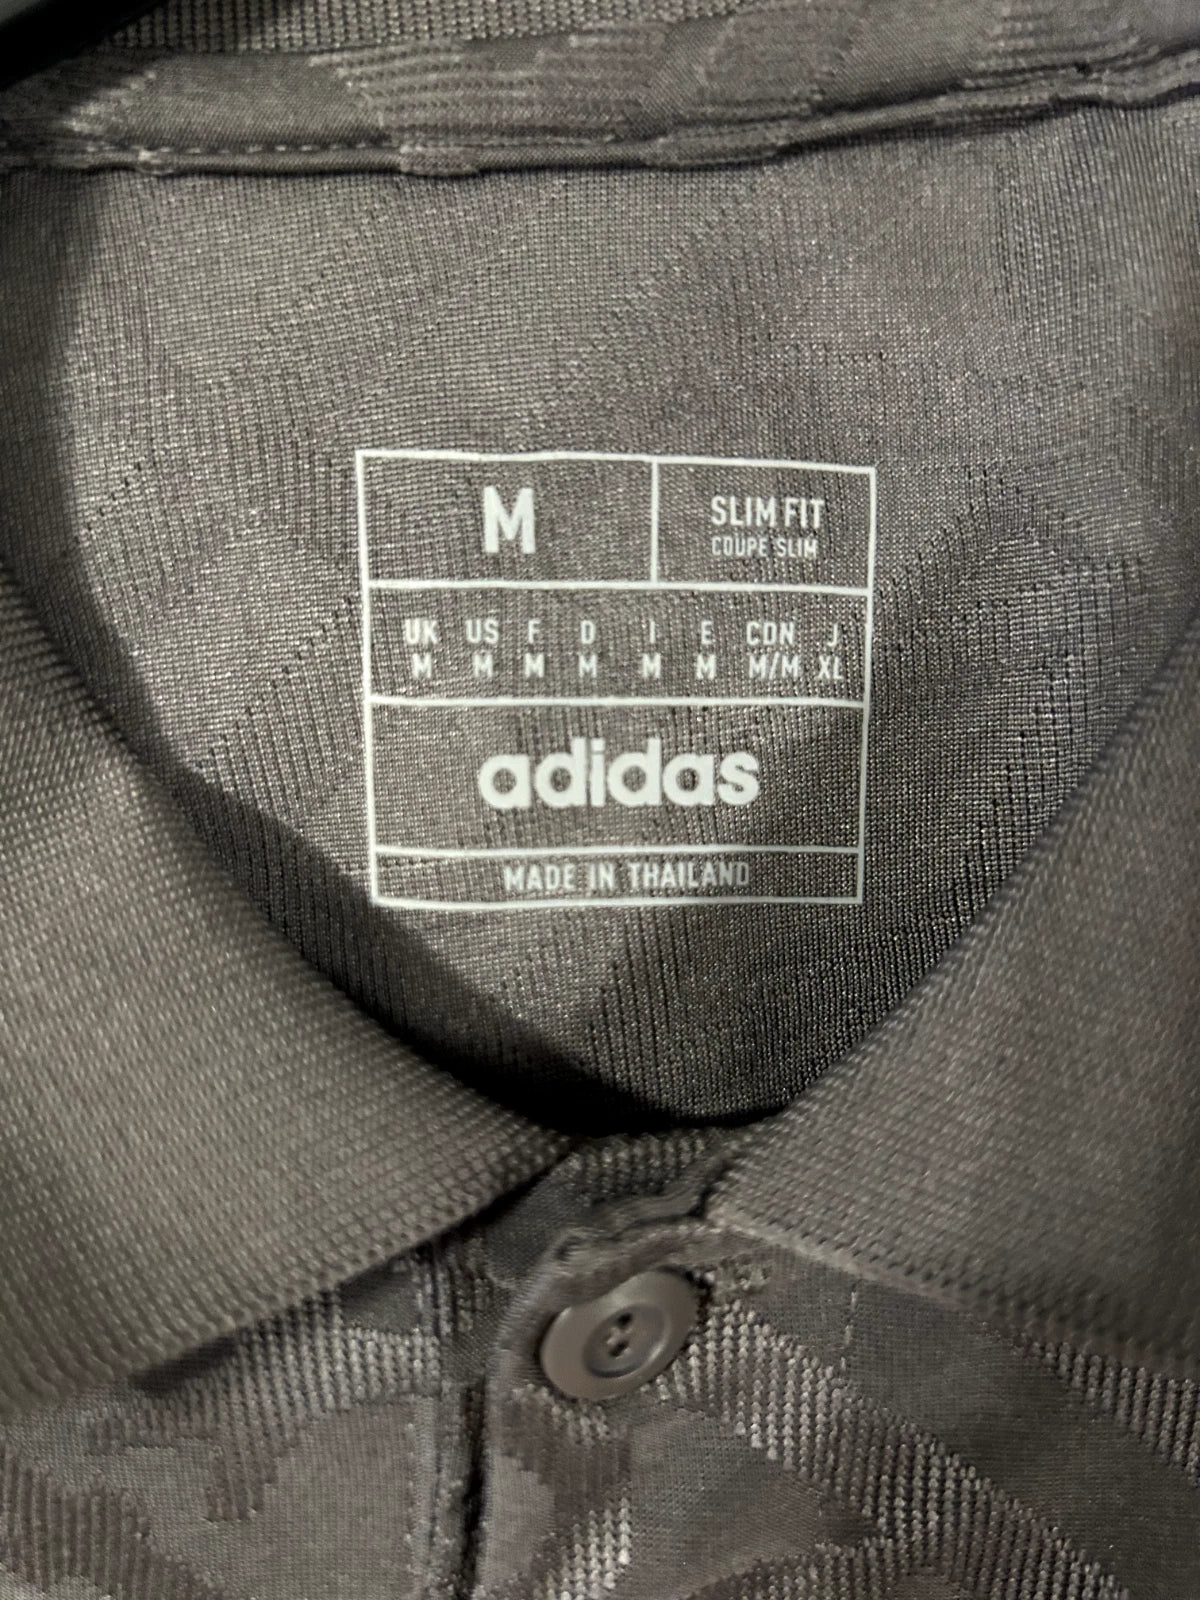 M
SLIM FIT
COUPE SLIM
UK US F D I E CDN J
M M M M M M M/M XL
adidas
MADE IN THAILAND